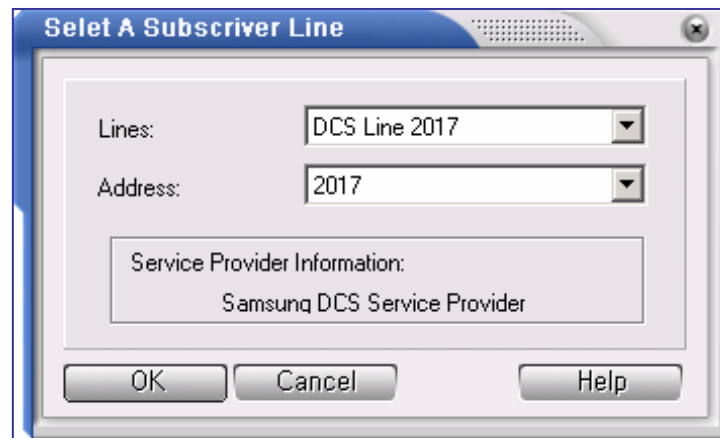 Selet A Subscriver Line
Lines: DCS Line 2017
Address: 2017
Service Provider Information:
Samsung DCS Service Provider
OK Cancel Help